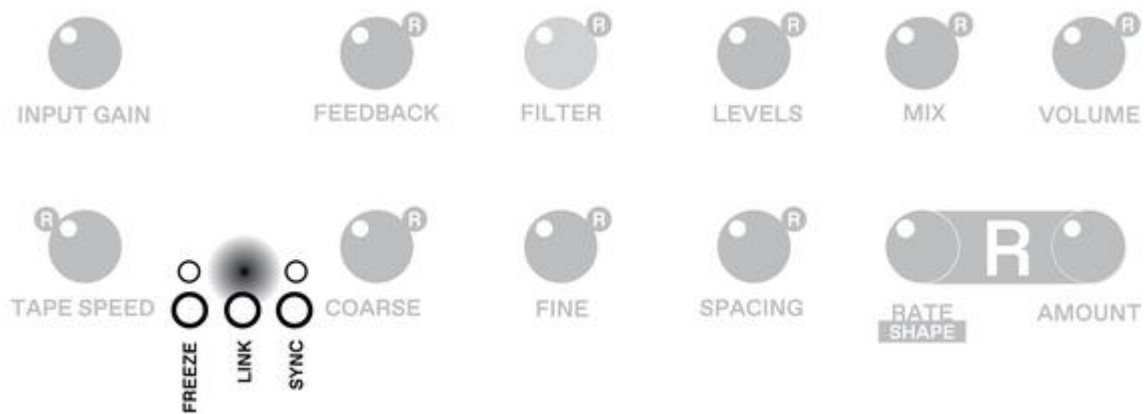 R R R R R
INPUT GAIN FEEDBACK FILTER LEVELS MIX VOLUME
R R R R R
TAPE SPEED COARSE FINE SPACING RATE AMOUNT
SHAPE
FREEZE LINK SYNC